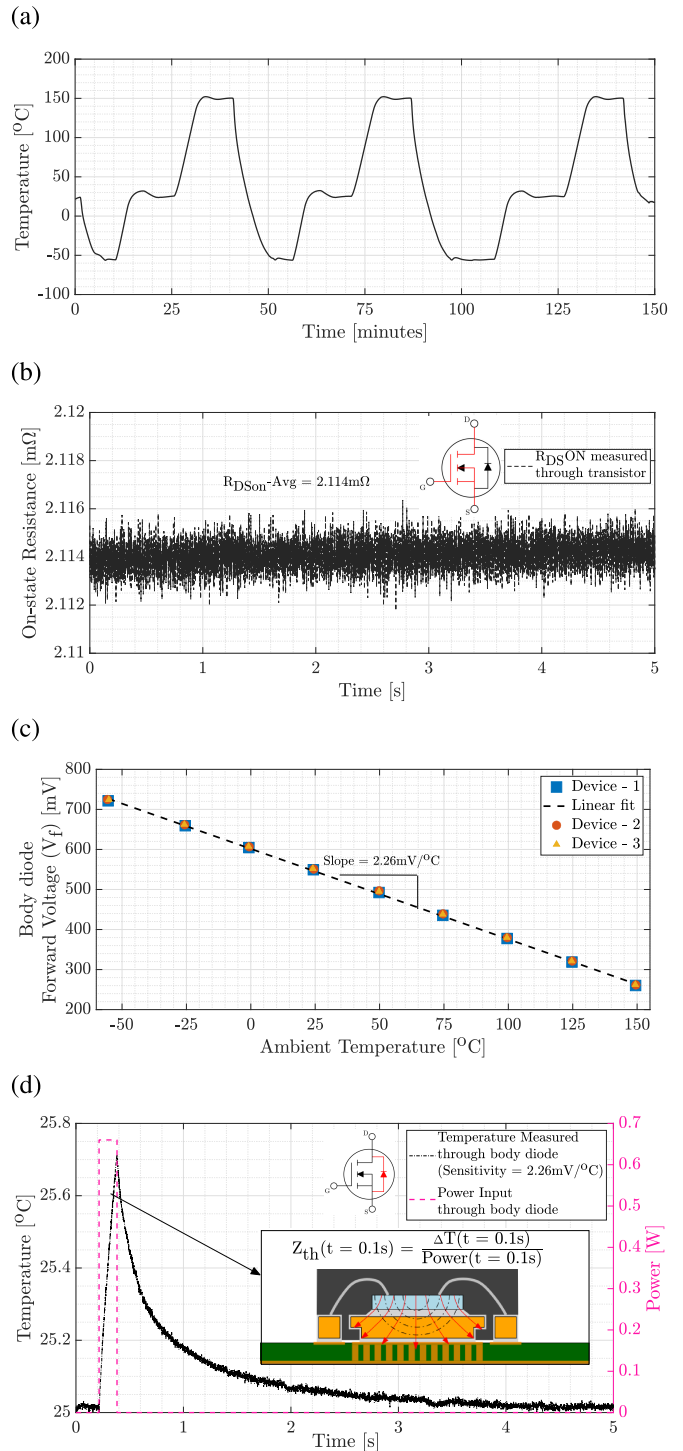 (a)
200
150
100
50
0
-50
-100
Temperature [°C]
0 25 50 75 100 125 150
Time [minutes]
(b)
2.12
2.118
2.116
2.114
2.112
2.11
On-state Resistance [mΩ]
R_DSon-Avg = 2.114mΩ
D
G
S
R_DSON measured
through transistor
0 1 2 3 4 5
Time [s]
(c)
800
700
600
500
400
300
200
Body diode
Forward Voltage (V_f) [mV]
Device - 1
Linear fit
Device - 2
Device - 3
Slope = 2.26mV/°C
-50 -25 0 25 50 75 100 125 150
Ambient Temperature [°C]
(d)
25.8
25.6
25.4
25.2
25
Temperature [°C]
D
G
S
Temperature Measured
through body diode
(Sensitivity = 2.26mV/°C)
Power Input
through body diode
Z_th(t = 0.1s) = ΔT(t = 0.1s)
Power(t = 0.1s)
0.7
0.6
0.5
0.4
0.3
0.2
0.1
0
Power [W]
0 1 2 3 4 5
Time [s]